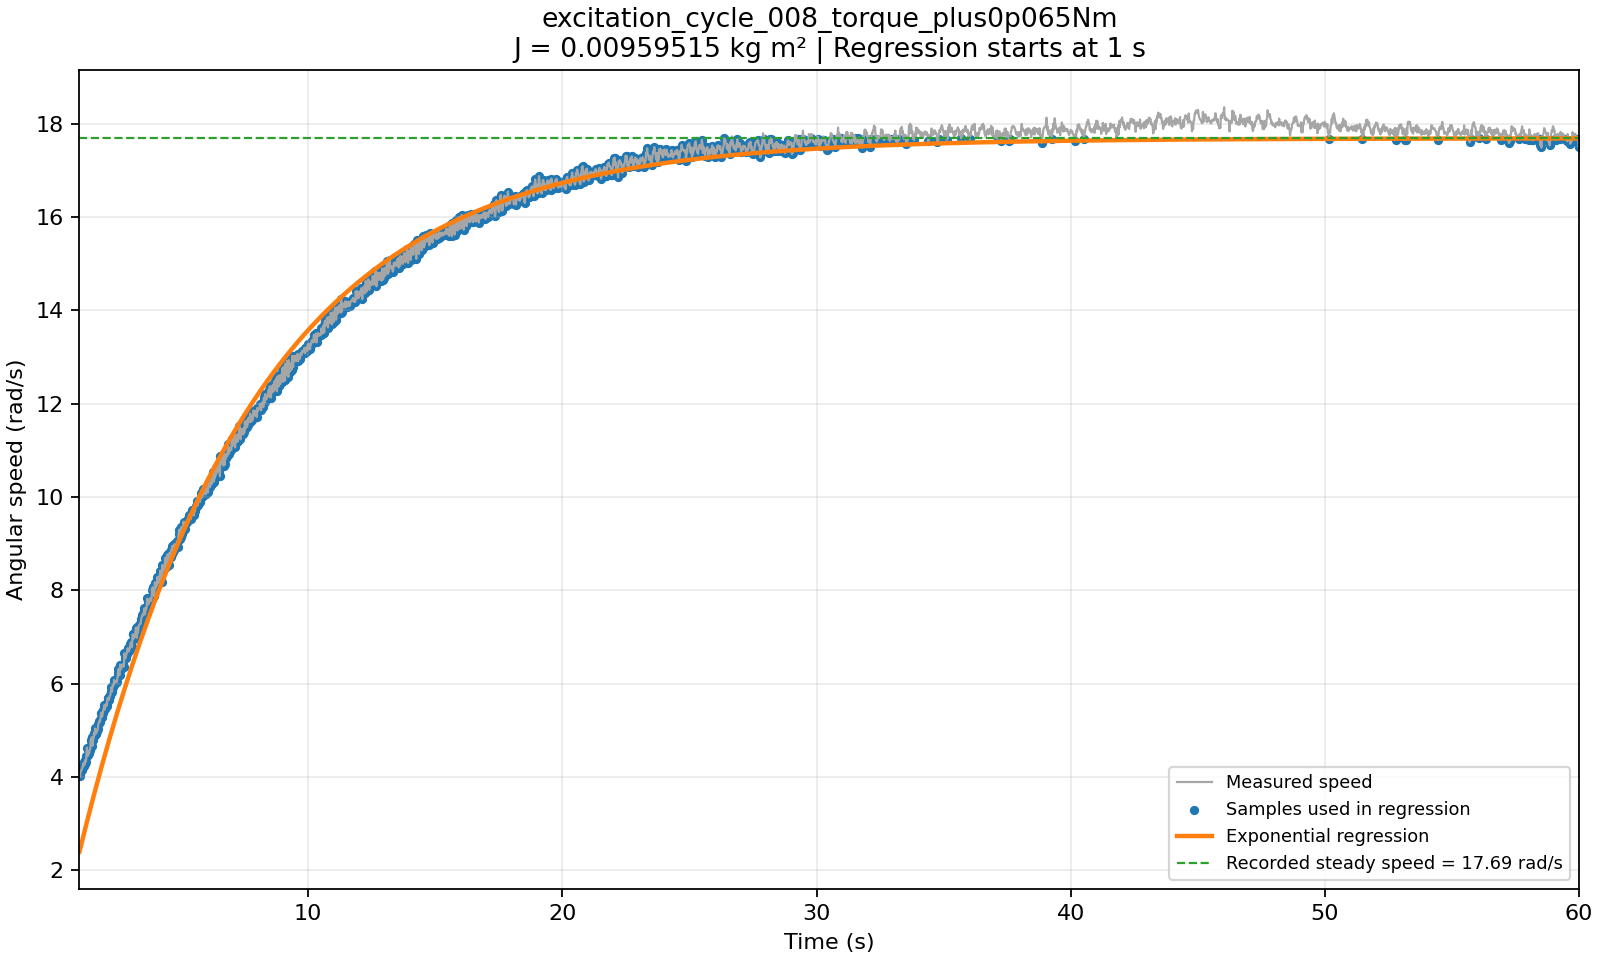 excitation_cycle_008_torque_plus0p065Nm
J = 0.00959515 kg m² | Regression starts at 1 s
Angular speed (rad/s)
18
16
14
12
10
8
6
4
2
Measured speed
Samples used in regression
Exponential regression
Recorded steady speed = 17.69 rad/s
10 20 30 40 50 60
Time (s)